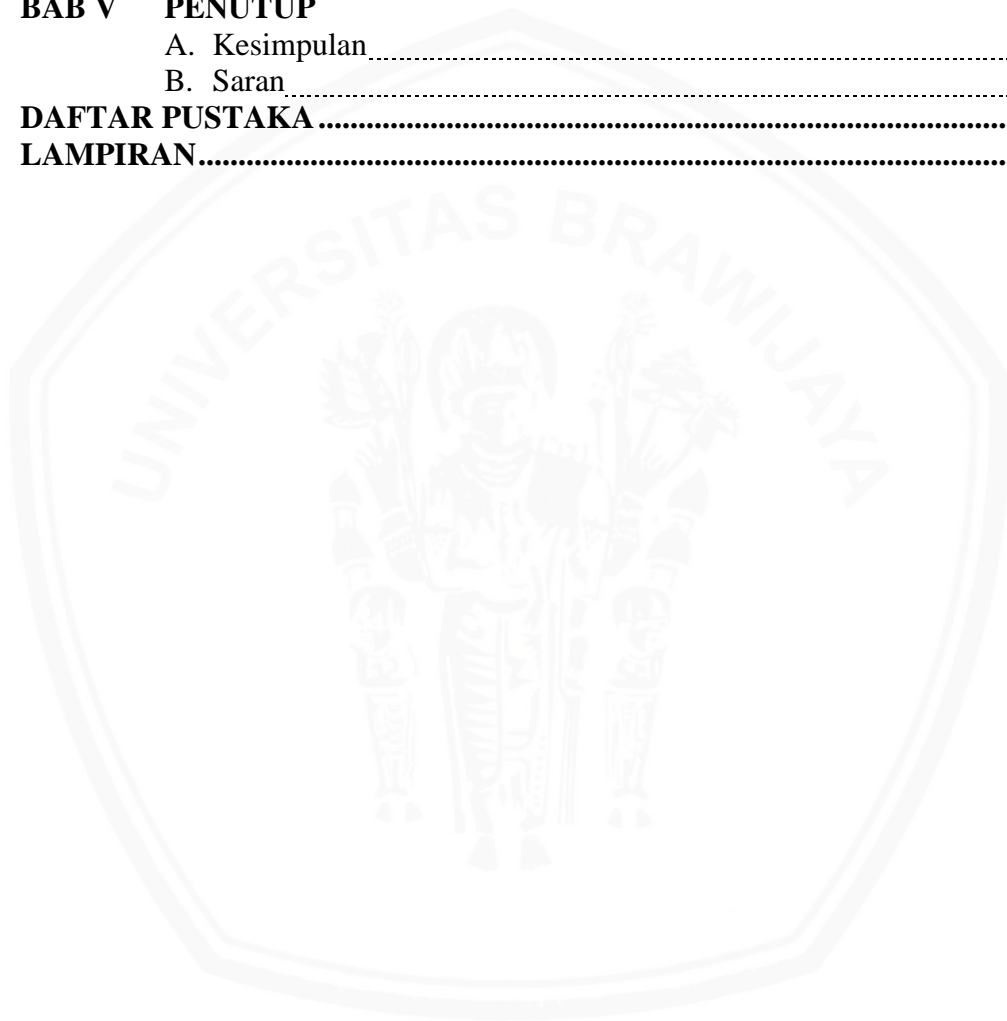 BAB V PENUTUP
A. Kesimpulan
B. Saran
DAFTAR PUSTAKA
LAMPIRAN
UNIVERSITAS BRAWIJAYA